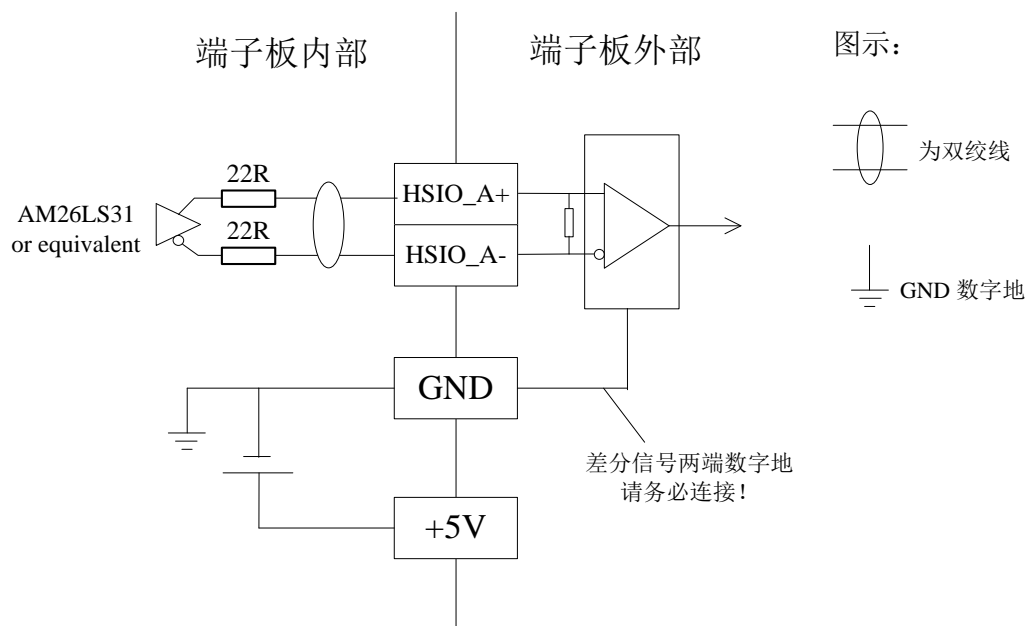 端子板内部
端子板外部
图示：
22R
22R
AM26LS31
or equivalent
HSIO_A+
HSIO_A-
为双绞线
GND 数字地
GND
差分信号两端数字地
请务必连接！
+5V